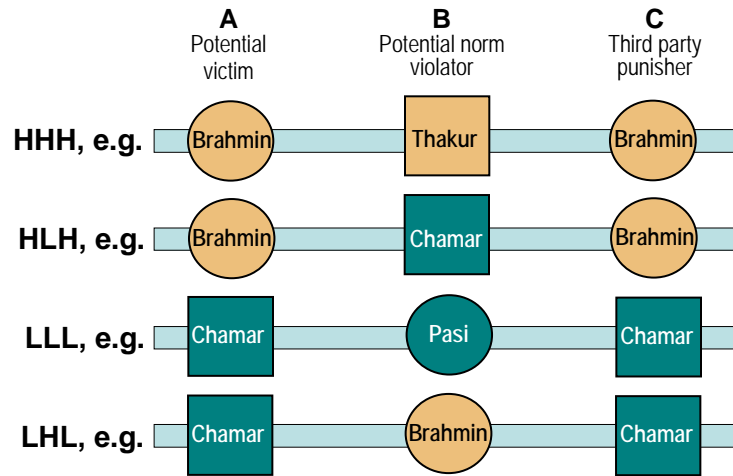 A B C
Potential victim Potential norm violator Third party punisher
HHH, e.g. Brahmin Thakur Brahmin
HLH, e.g. Brahmin Chamar Brahmin
LLL, e.g. Chamar Pasi Chamar
LHL, e.g. Chamar Brahmin Chamar